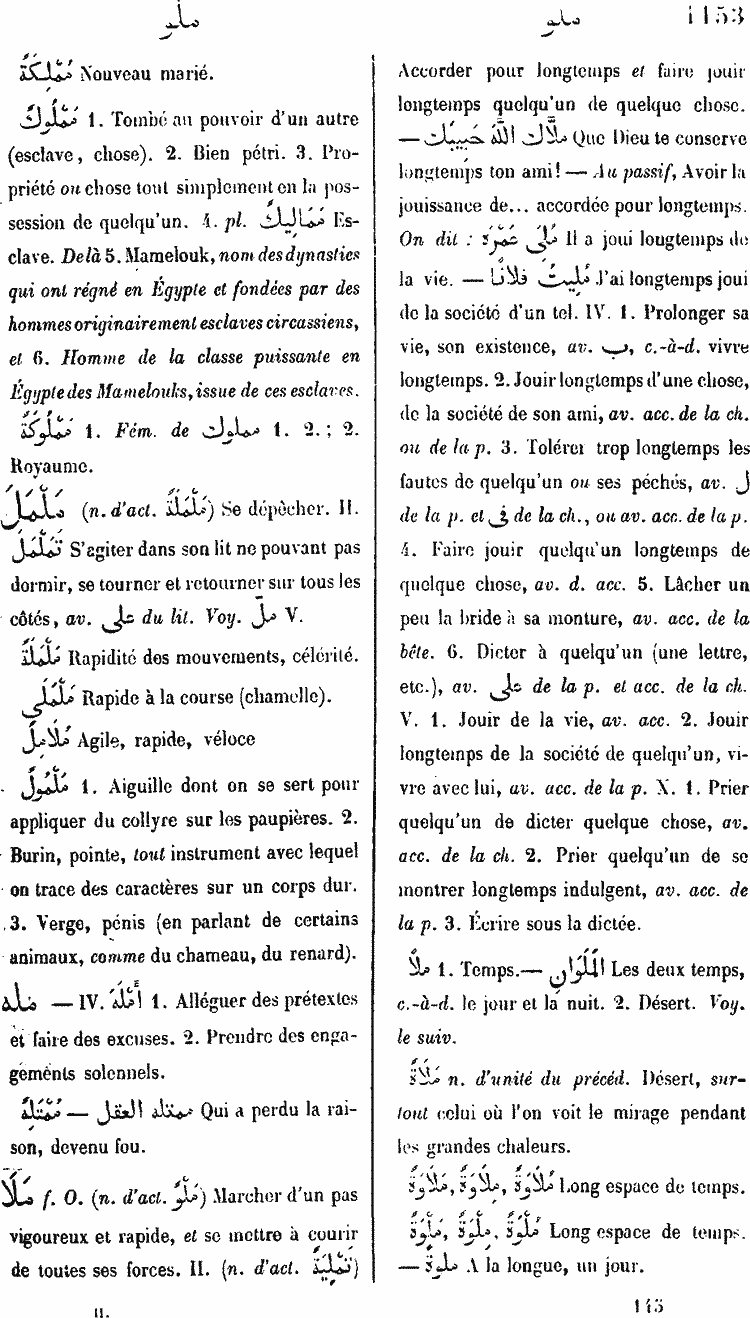 ملو
ملو
1153
مُمْلَكَةٌ Nouveau marié.
مَمْلُوكٌ 1. Tombé au pouvoir d'un autre
(esclave, chose). 2. Bien pétri. 3. Pro-
priété ou chose tout simplement en la pos-
session de quelqu'un. 4. pl. مَمَالِيكُ Es-
clave. De là 5. Mamelouk, nom des dynasties
qui ont régné en Égypte et fondées par des
hommes originairement esclaves circassiens,
et 6. Homme de la classe puissante en
Égypte des Mamelouks, issue de ces esclaves.
مَمْلُوكَةٌ 1. Fém. de مملوك 1. 2.; 2.
Royaume.
مَلْمَلَ (n. d'act. مَلْمَلَةٌ) Se dépêcher. II.
تَمَلْمَلَ S'agiter dans son lit ne pouvant pas
dormir, se tourner et retourner sur tous les
côtés, av. على du lit. Voy. ملّ V.
مَلْمَلَةٌ Rapidité des mouvements, célérité.
مَلْمَلَى Rapide à la course (chamelle).
مُلَامِلٌ Agile, rapide, véloce
مُلْمُولٌ 1. Aiguille dont on se sert pour
appliquer du collyre sur les paupières. 2.
Burin, pointe, tout instrument avec lequel
on trace des caractères sur un corps dur.
3. Verge, pénis (en parlant de certains
animaux, comme du chameau, du renard).
مله — IV. أَمْلَهَ 1. Alléguer des prétextes
et faire des excuses. 2. Prendre des enga-
gements solennels.
مُمْتَلَهٌ — ممتله العقل Qui a perdu la rai-
son, devenu fou.
مَلَا f. O. (n. d'act. مَلْوٌ) Marcher d'un pas
vigoureux et rapide, et se mettre à courir
de toutes ses forces. II. (n. d'act. تَمْلِيَةٌ)
II.
Accorder pour longtemps et faire jouir
longtemps quelqu'un de quelque chose.
— مَلَّاكَ اللّٰهُ حَبِيبَكَ Que Dieu te conserve
longtemps ton ami! — Au passif, Avoir la
jouissance de... accordée pour longtemps.
On dit : مُلِّىَ عُمْرَهُ Il a joui longtemps de
la vie. — مُلِّيتُ فُلَانًا J'ai longtemps joui
de la société d'un tel. IV. 1. Prolonger sa
vie, son existence, av. ب, c.-à-d. vivre
longtemps. 2. Jouir longtemps d'une chose,
de la société de son ami, av. acc. de la ch.
ou de la p. 3. Tolérer trop longtemps les
fautes de quelqu'un ou ses péchés, av. ل
de la p. et فى de la ch., ou av. acc. de la p.
4. Faire jouir quelqu'un longtemps de
quelque chose, av. d. acc. 5. Lâcher un
peu la bride à sa monture, av. acc. de la
bête. 6. Dicter à quelqu'un (une lettre,
etc.), av. على de la p. et acc. de la ch.
V. 1. Jouir de la vie, av. acc. 2. Jouir
longtemps de la société de quelqu'un, vi-
vre avec lui, av. acc. de la p. X. 1. Prier
quelqu'un de dicter quelque chose, av.
acc. de la ch. 2. Prier quelqu'un de se
montrer longtemps indulgent, av. acc. de
la p. 3. Écrire sous la dictée.
مَلًا 1. Temps.— المَلَوَانِ Les deux temps,
c.-à-d. le jour et la nuit. 2. Désert. Voy.
le suiv.
مَلَاةٌ n. d'unité du précéd. Désert, sur-
tout celui où l'on voit le mirage pendant
les grandes chaleurs.
مَلَاوَةٌ, مُلَاوَةٌ, مِلَاوَةٌ Long espace de temps.
مَلْوَةٌ, مُلْوَةٌ, مِلْوَةٌ Long espace de temps.
— ملوة A la longue, un jour.
145